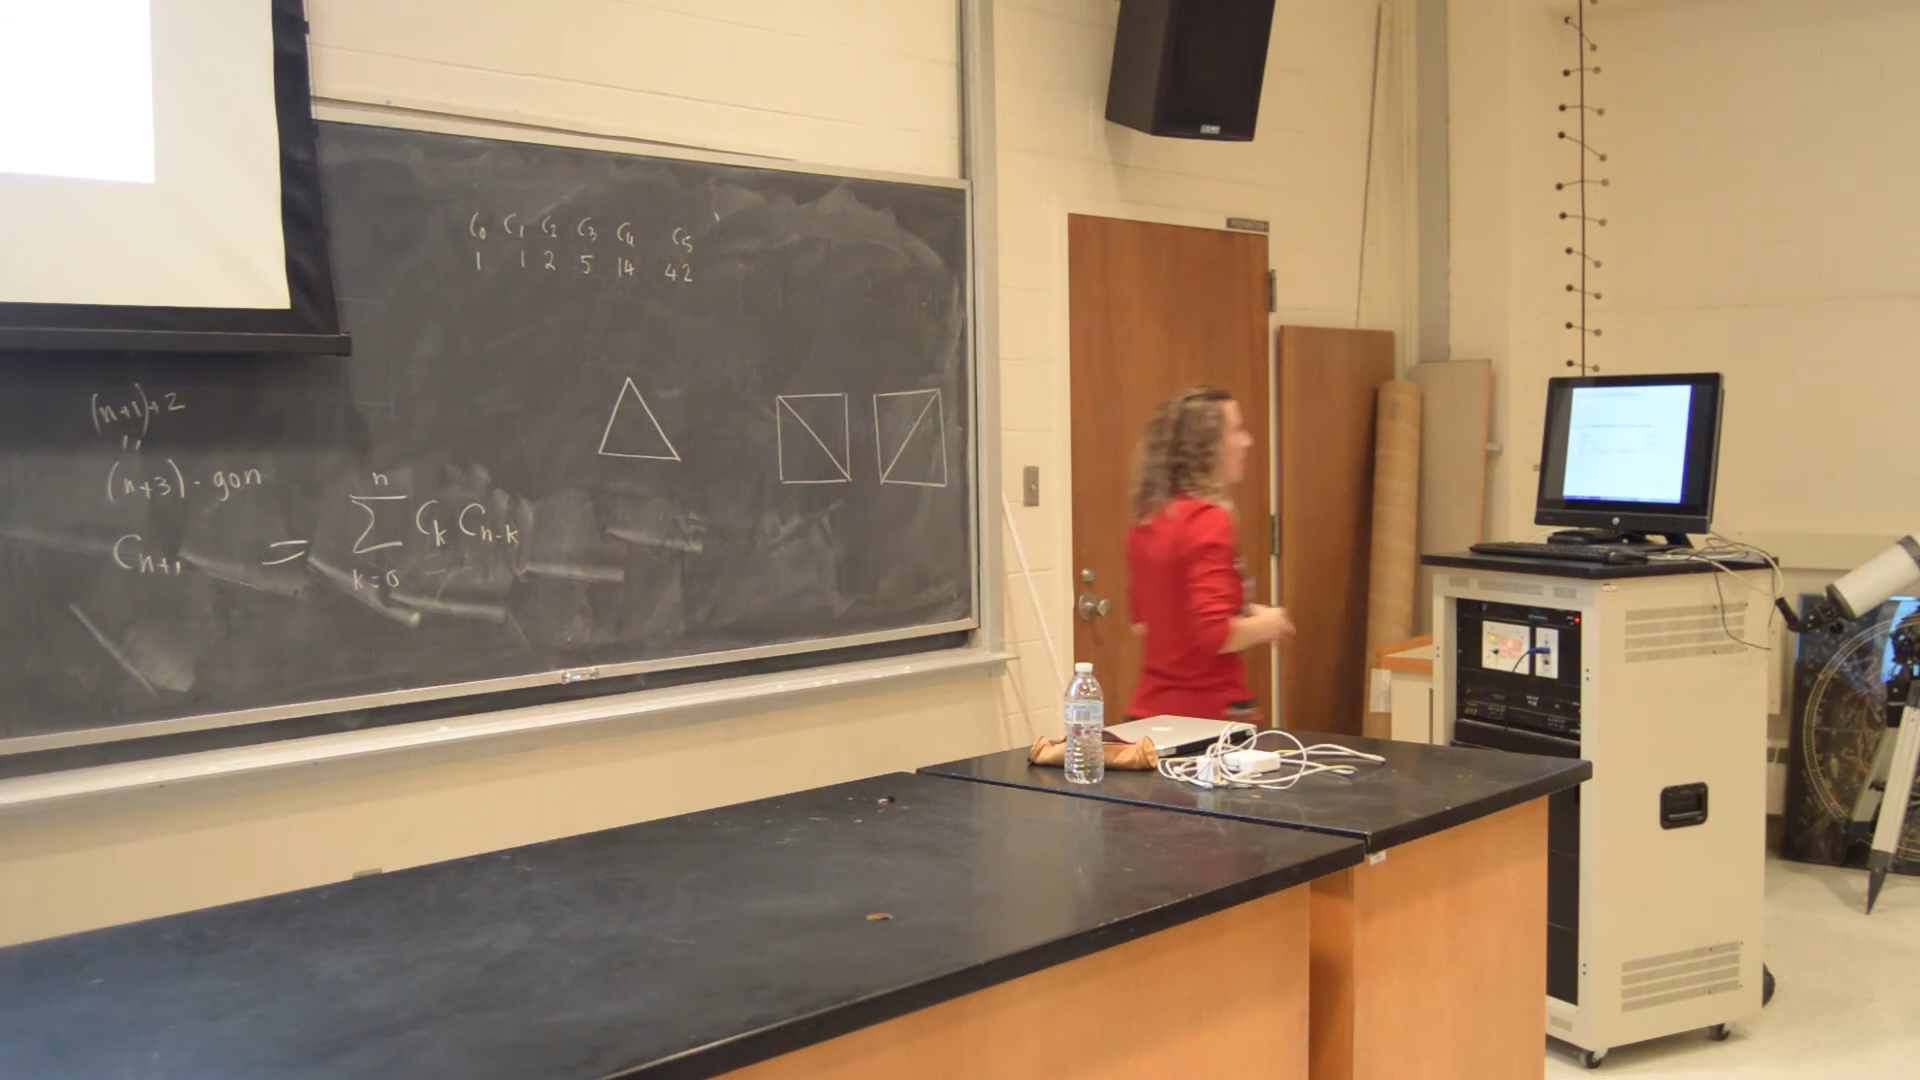 C₀ C₁ C₂ C₃ C₄ C₅
1 1 2 5 14 42
(n+1)+2
"
(n+3)-gon
n
Cₙ₊₁ = ∑ Cₖ Cₙ₋ₖ
k=0